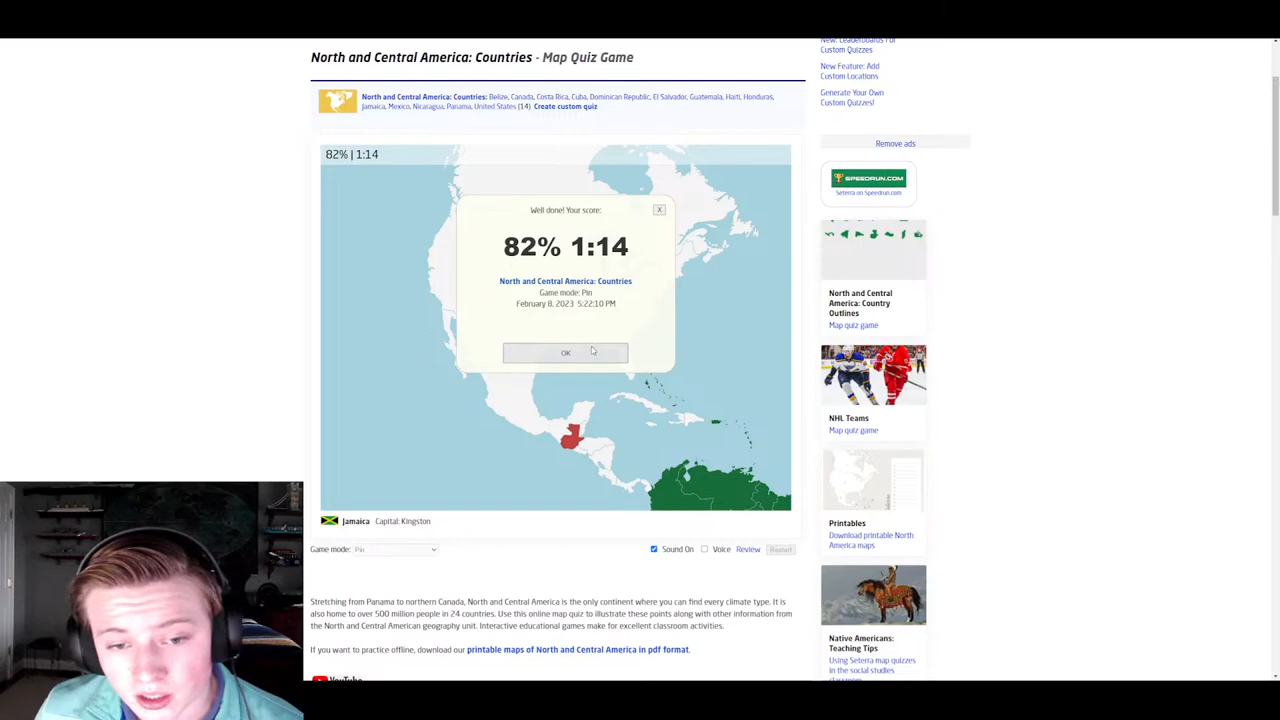 North and Central America: Countries - Map Quiz Game
North and Central America: Countries: Belize, Canada, Costa Rica, Cuba, Dominican Republic, El Salvador, Guatemala, Haiti, Honduras,
Jamaica, Mexico, Nicaragua, Panama, United States (14) Create custom quiz
82% | 1:14
Well done! Your score:
X
82% 1:14
North and Central America: Countries
Game mode: Pin
February 8, 2023 5:22:10 PM
OK
Jamaica Capital: Kingston
Game mode: Pin
Sound On Voice Review Restart
Stretching from Panama to northern Canada, North and Central America is the only continent where you can find every climate type. It is
also home to over 500 million people in 24 countries. Use this online map quiz to illustrate these points along with other information from
the North and Central American geography unit. Interactive educational games make for excellent classroom activities.
If you want to practice offline, download our printable maps of North and Central America in pdf format.
YouTube
New: Leaderboards For
Custom Quizzes
New Feature: Add
Custom Locations
Generate Your Own
Custom Quizzes!
Remove ads
SPEEDRUN.COM
Seterra on Speedrun.com
North and Central
America: Country
Outlines
Map quiz game
NHL Teams
Map quiz game
Printables
Download printable North
America maps
Native Americans:
Teaching Tips
Using Seterra map quizzes
in the social studies
classroom